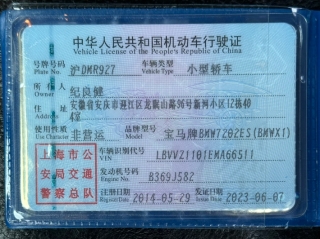 中华人民共和国机动车行驶证
Vehicle License of the People's Republic of China
号牌号码 沪DMR927 车辆类型 小型轿车
Plate No. Vehicle Type
所有人 纪良健
Owner
住址 安徽省安庆市迎江区龙狮山路96号新河小区12栋
Address
使用性质 非营运 品牌型号 宝马牌BMW7202ES(BMWX1)
Use Character Model
上海市公
安局交通
警察总队
车辆识别代号 LBVVZ1101EMA66511
VIN
发动机号码 B369J582
Engine No.
注册日期 2014-05-29 发证日期 2023-06-07
Register Date Issue Date